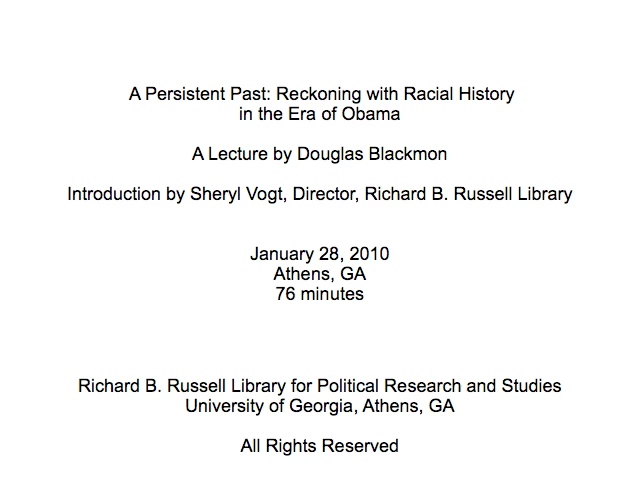 A Persistent Past: Reckoning with Racial History
in the Era of Obama
A Lecture by Douglas Blackmon
Introduction by Sheryl Vogt, Director, Richard B. Russell Library
January 28, 2010
Athens, GA
76 minutes
Richard B. Russell Library for Political Research and Studies
University of Georgia, Athens, GA
All Rights Reserved